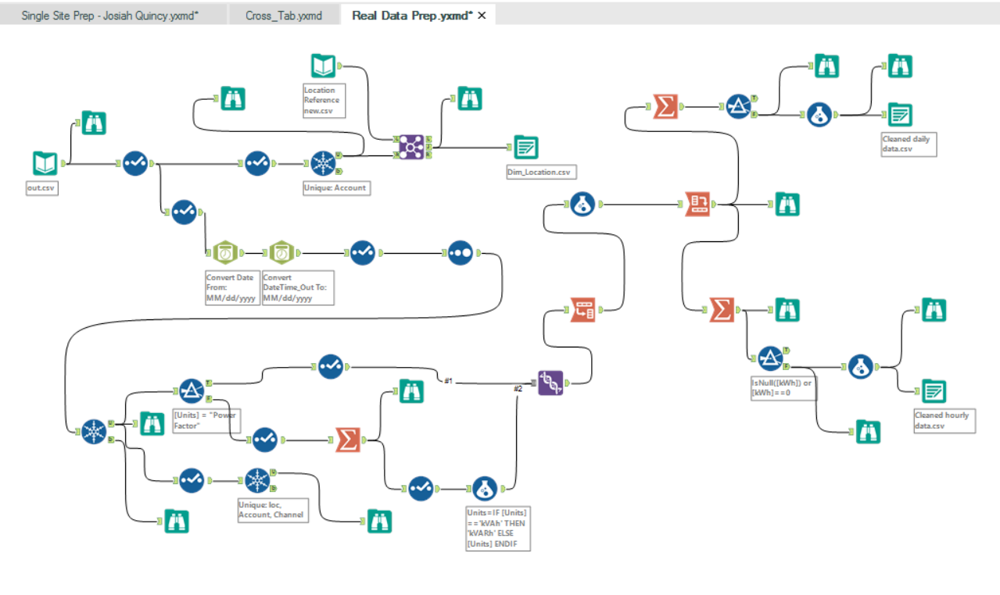 Single Site Prep - Josiah Quincy.yxmd*
Cross_Tab.yxmd
Real Data Prep.yxmd* ✕
Location
Reference
new.csv
out.csv
Unique: Account
Dim_Location.csv
Cleaned daily
data.csv
Convert Date
From:
MM/dd/yyyy
Convert
DateTime_Out To:
MM/dd/yyyy
#1
#2
[Units] = "Power
Factor"
IsNull([kWh]) or
[kWh]==0
Cleaned hourly
data.csv
Unique: loc,
Account, Channel
Units=IF [Units]
=='kVAh' THEN
'kVARh' ELSE
[Units] ENDIF